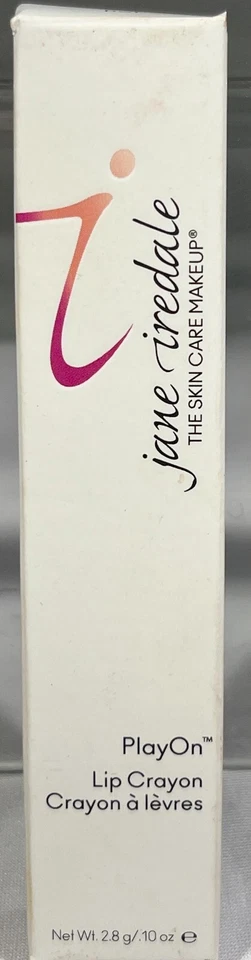 jane iredale
THE SKIN CARE MAKEUP®
PlayOn™
Lip Crayon
Crayon à lèvres
Net Wt. 2.8 g/.10 oz ℮